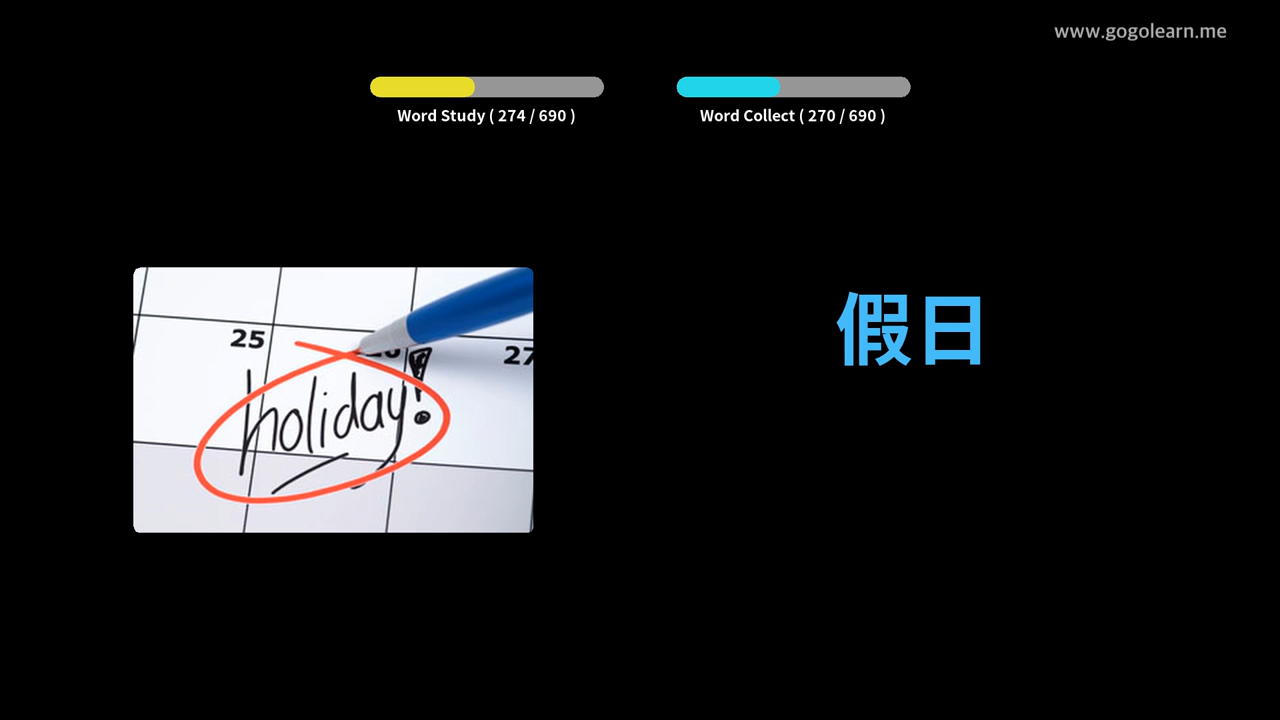 www.gogolearn.me
Word Study ( 274 / 690 )
Word Collect ( 270 / 690 )
25
27
holiday!
假日